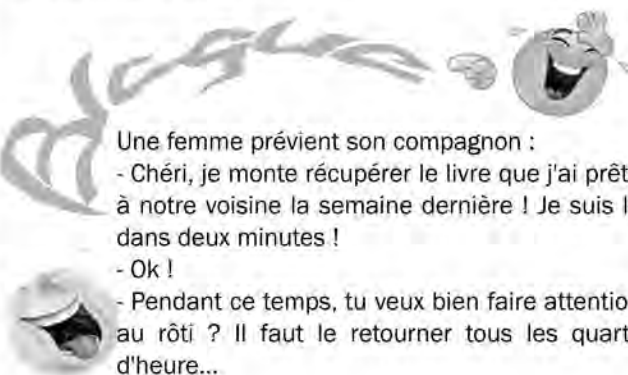 Blague
Une femme prévient son compagnon :
- Chéri, je monte récupérer le livre que j'ai prêt
à notre voisine la semaine dernière ! Je suis l
dans deux minutes !
- Ok !
- Pendant ce temps, tu veux bien faire attentio
au rôti ? Il faut le retourner tous les quart
d'heure...